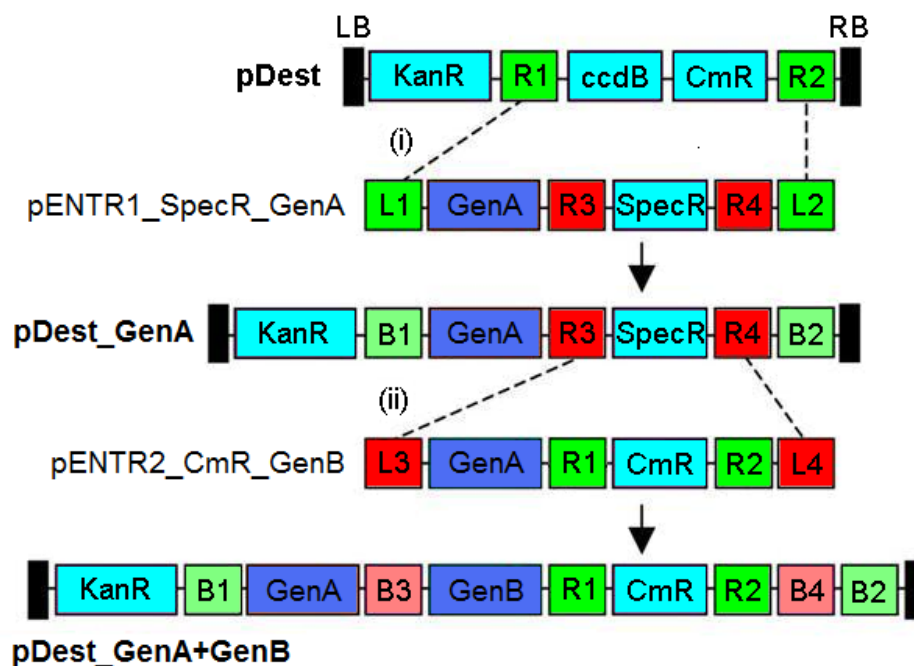 LB RB
pDest KanR R1 ccdB CmR R2
(i)
pENTR1_SpecR_GenA L1 GenA R3 SpecR R4 L2
pDest_GenA KanR B1 GenA R3 SpecR R4 B2
(ii)
pENTR2_CmR_GenB L3 GenA R1 CmR R2 L4
KanR B1 GenA B3 GenB R1 CmR R2 B4 B2
pDest_GenA+GenB